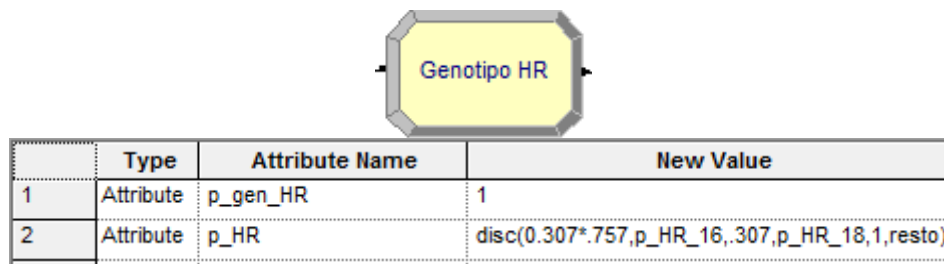 Genotipo HR
Type Attribute Name New Value
1 Attribute p_gen_HR 1
2 Attribute p_HR disc(0.307*.757,p_HR_16,.307,p_HR_18,1,resto)